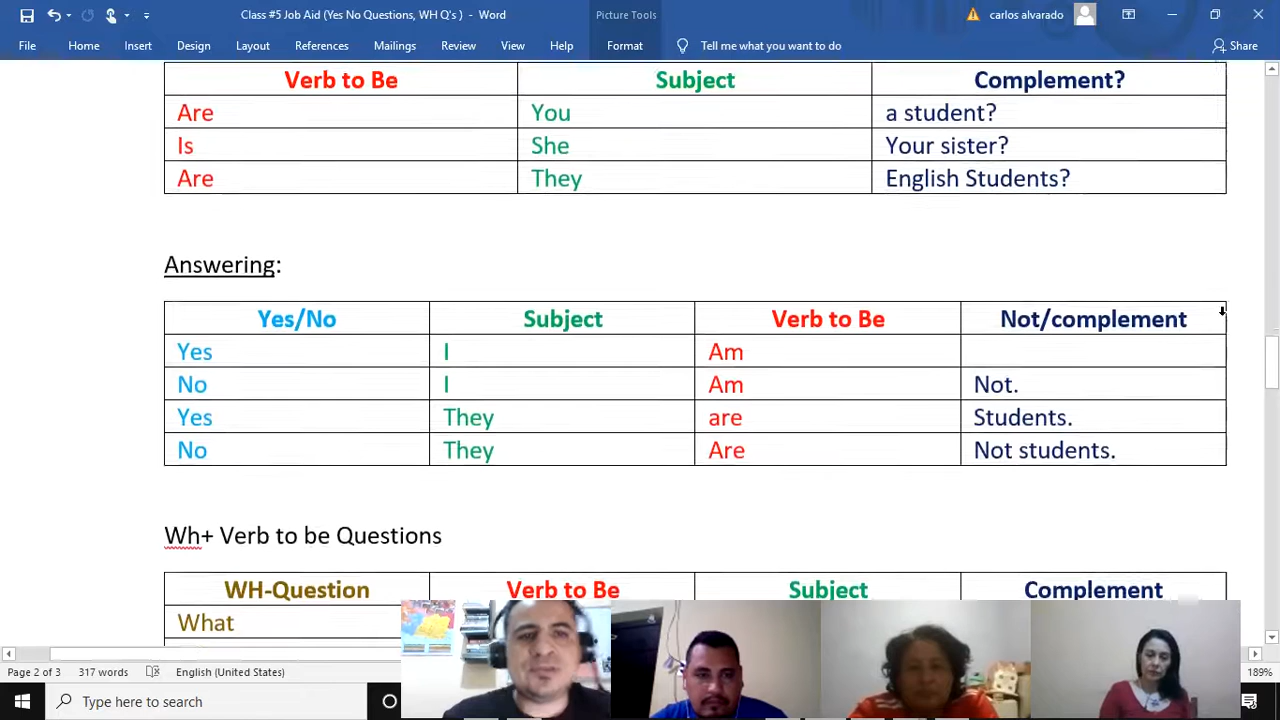 Class #5 Job Aid (Yes No Questions, WH Q's ) - Word
Picture Tools
carlos alvarado
File Home Insert Design Layout References Mailings Review View Help Format Tell me what you want to do Share
Verb to Be Subject Complement?
Are You a student?
Is She Your sister?
Are They English Students?
Answering:
Yes/No Subject Verb to Be Not/complement
Yes I Am
No I Am Not.
Yes They are Students.
No They Are Not students.
Wh+ Verb to be Questions
WH-Question Verb to Be Subject Complement
What
Page 2 of 3 317 words English (United States) 189%
Type here to search